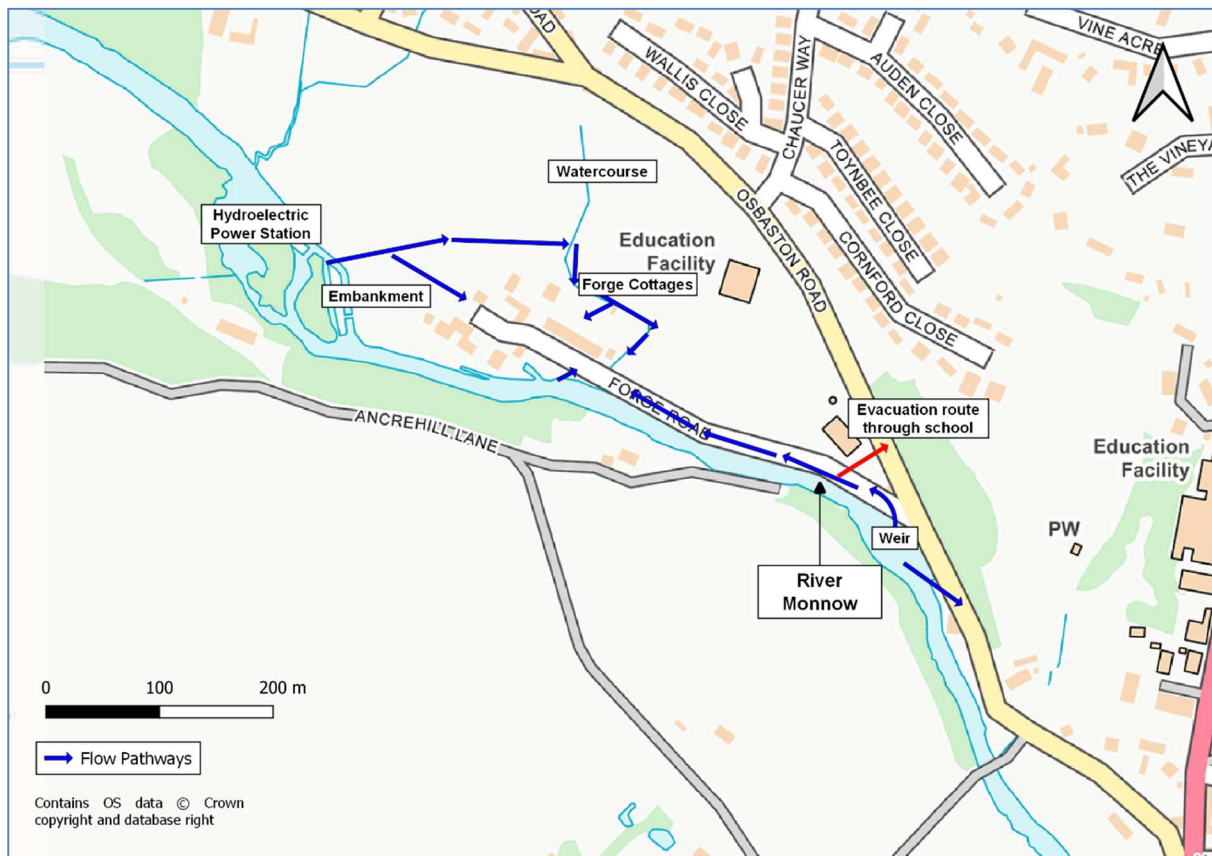 OAD
ROAD
VINE ACRE
WALLIS CLOSE
CHAUCER WAY
AUDEN CLOSE
THE VINEYA
TOYNBEE CLOSE
Watercourse
OSBASTON ROAD
CORNFORD CLOSE
Hydroelectric
Power Station
Education
Facility
Embankment
Forge Cottages
FORGE ROAD
ANCREHILL LANE
Evacuation route
through school
Education
Facility
Weir
PW
River
Monnow
0 100 200 m
Flow Pathways
Contains OS data © Crown
copyright and database right